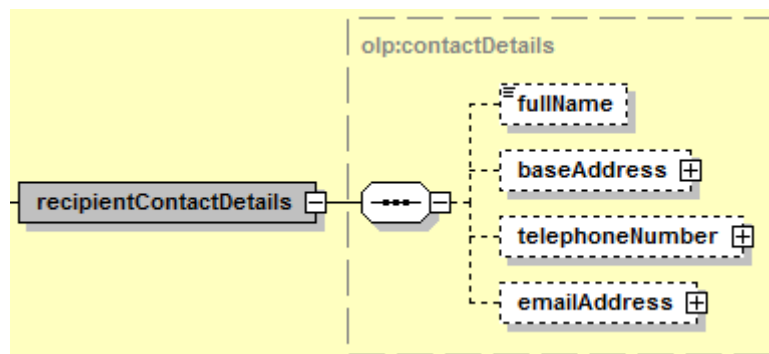 olp:contactDetails
fullName
baseAddress
recipientContactDetails
telephoneNumber
emailAddress